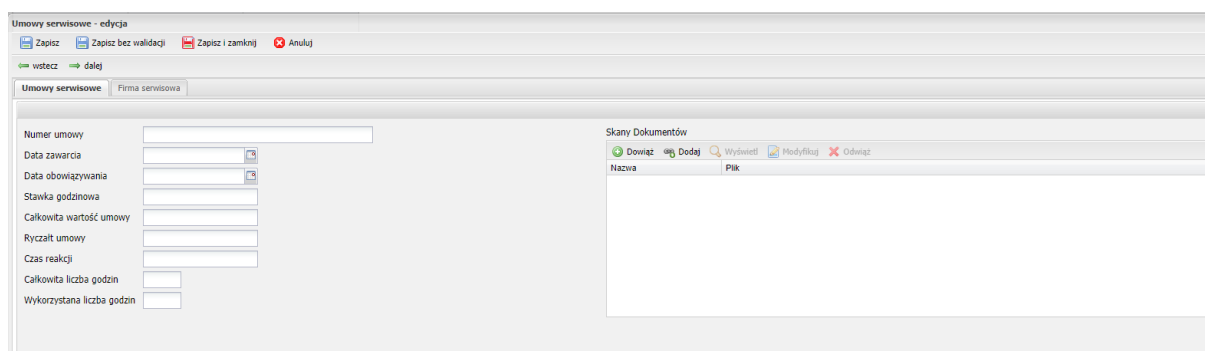 Umowy serwisowe - edycja
Zapisz Zapisz bez walidacji Zapisz i zamknij Anuluj
wstecz dalej
Umowy serwisowe Firma serwisowa
Numer umowy
Data zawarcia
Data obowiązywania
Stawka godzinowa
Całkowita wartość umowy
Ryczałt umowy
Czas reakcji
Całkowita liczba godzin
Wykorzystana liczba godzin
Skany Dokumentów
Dowiąż Dodaj Wyświetl Modyfikuj Odwiąż
Nazwa Plik